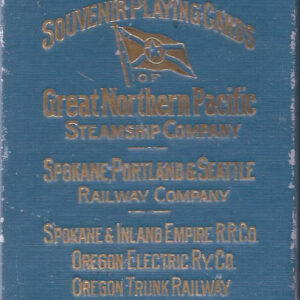 SOUVENIR PLAYING CARDS
OF
Great Northern Pacific
STEAMSHIP COMPANY
SPOKANE PORTLAND & SEATTLE
RAILWAY COMPANY
SPOKANE & INLAND EMPIRE R.R.CO.
OREGON ELECTRIC RY CO.
OREGON TRUNK RAILWAY